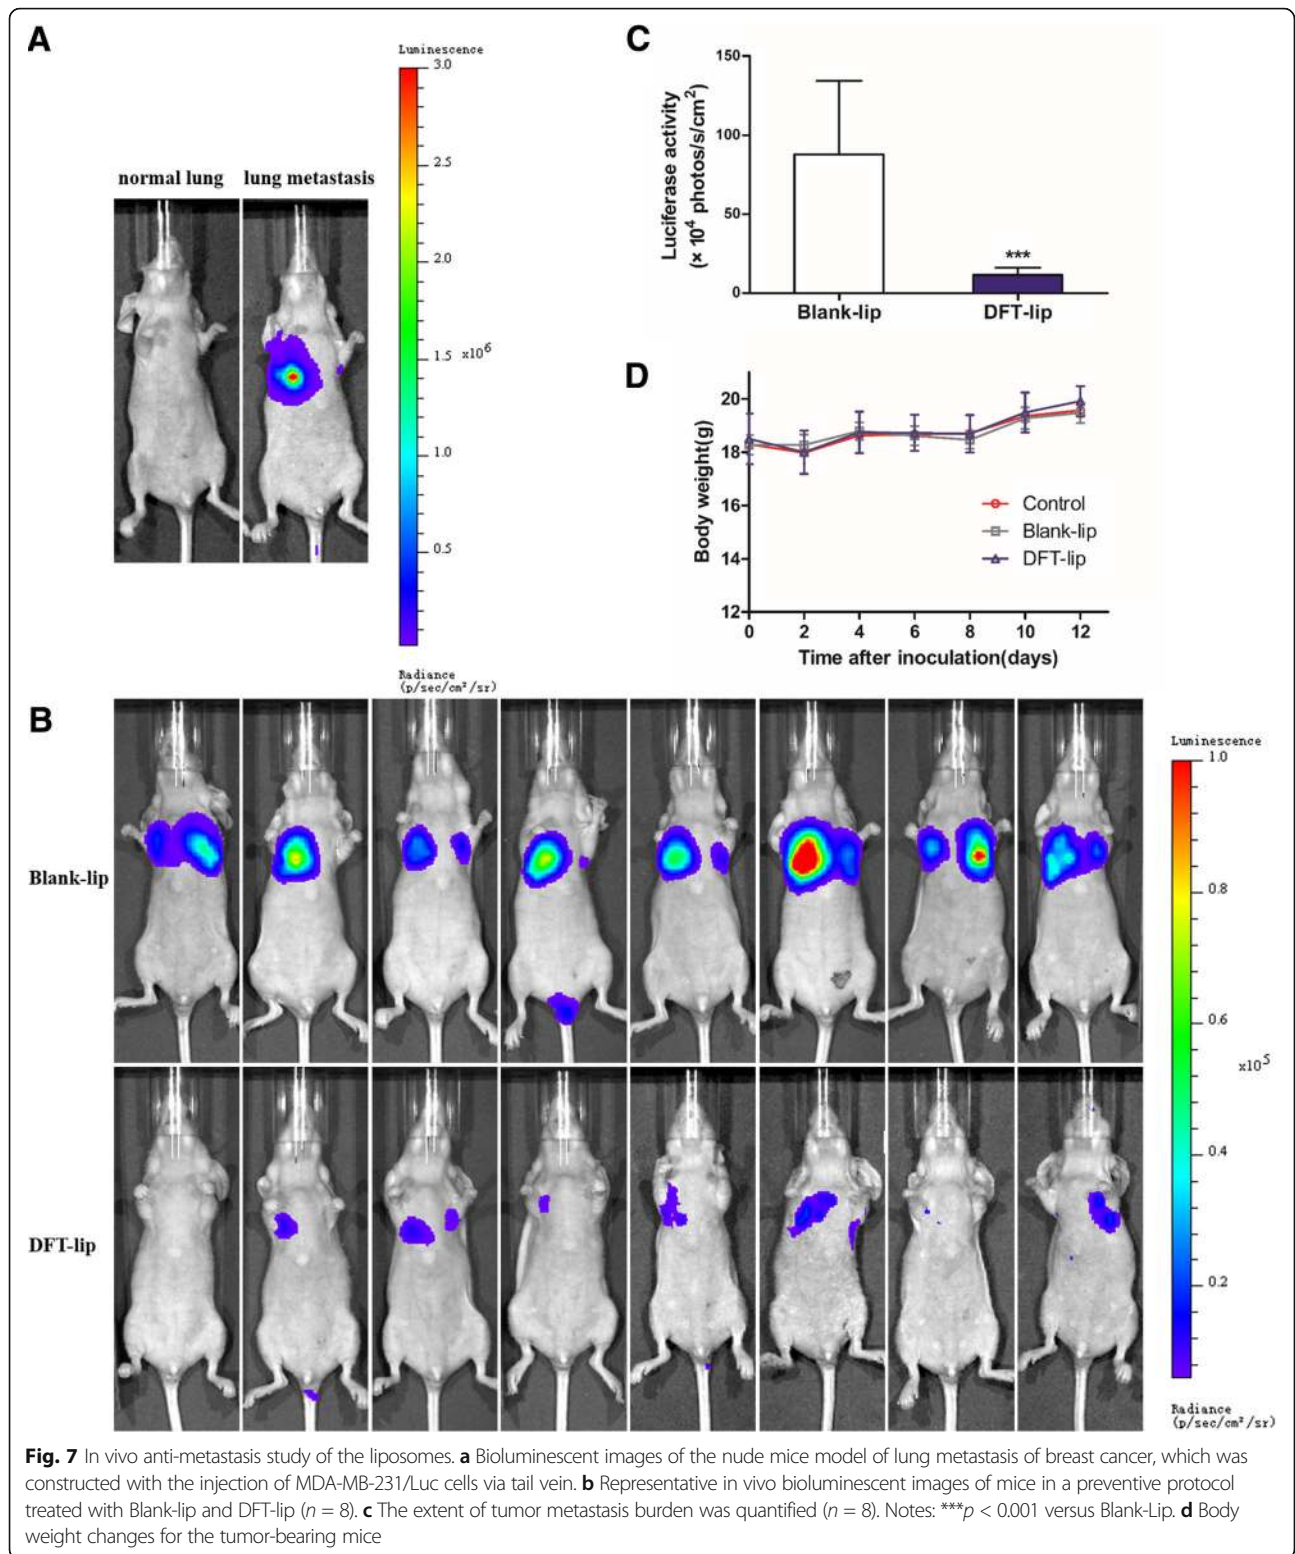 A
Luminescence
3.0
2.5
2.0
1.5
x10⁶
1.0
0.5
Radiance
(p/sec/cm²/sr)
normal lung
lung metastasis
C
150
100
50
0
Luciferase activity
(× 10⁴ photos/s/cm²)
***
Blank-lip
DFT-lip
D
20
18
16
14
12
Body weight(g)
Control
Blank-lip
DFT-lip
0 2 4 6 8 10 12
Time after inoculation(days)
B
Blank-lip
DFT-lip
Luminescence
1.0
0.8
0.6
x10⁵
0.4
0.2
Radiance
(p/sec/cm²/sr)
Fig. 7 In vivo anti-metastasis study of the liposomes. a Bioluminescent images of the nude mice model of lung metastasis of breast cancer, which was
constructed with the injection of MDA-MB-231/Luc cells via tail vein. b Representative in vivo bioluminescent images of mice in a preventive protocol
treated with Blank-lip and DFT-lip (n = 8). c The extent of tumor metastasis burden was quantified (n = 8). Notes: ***p < 0.001 versus Blank-Lip. d Body
weight changes for the tumor-bearing mice